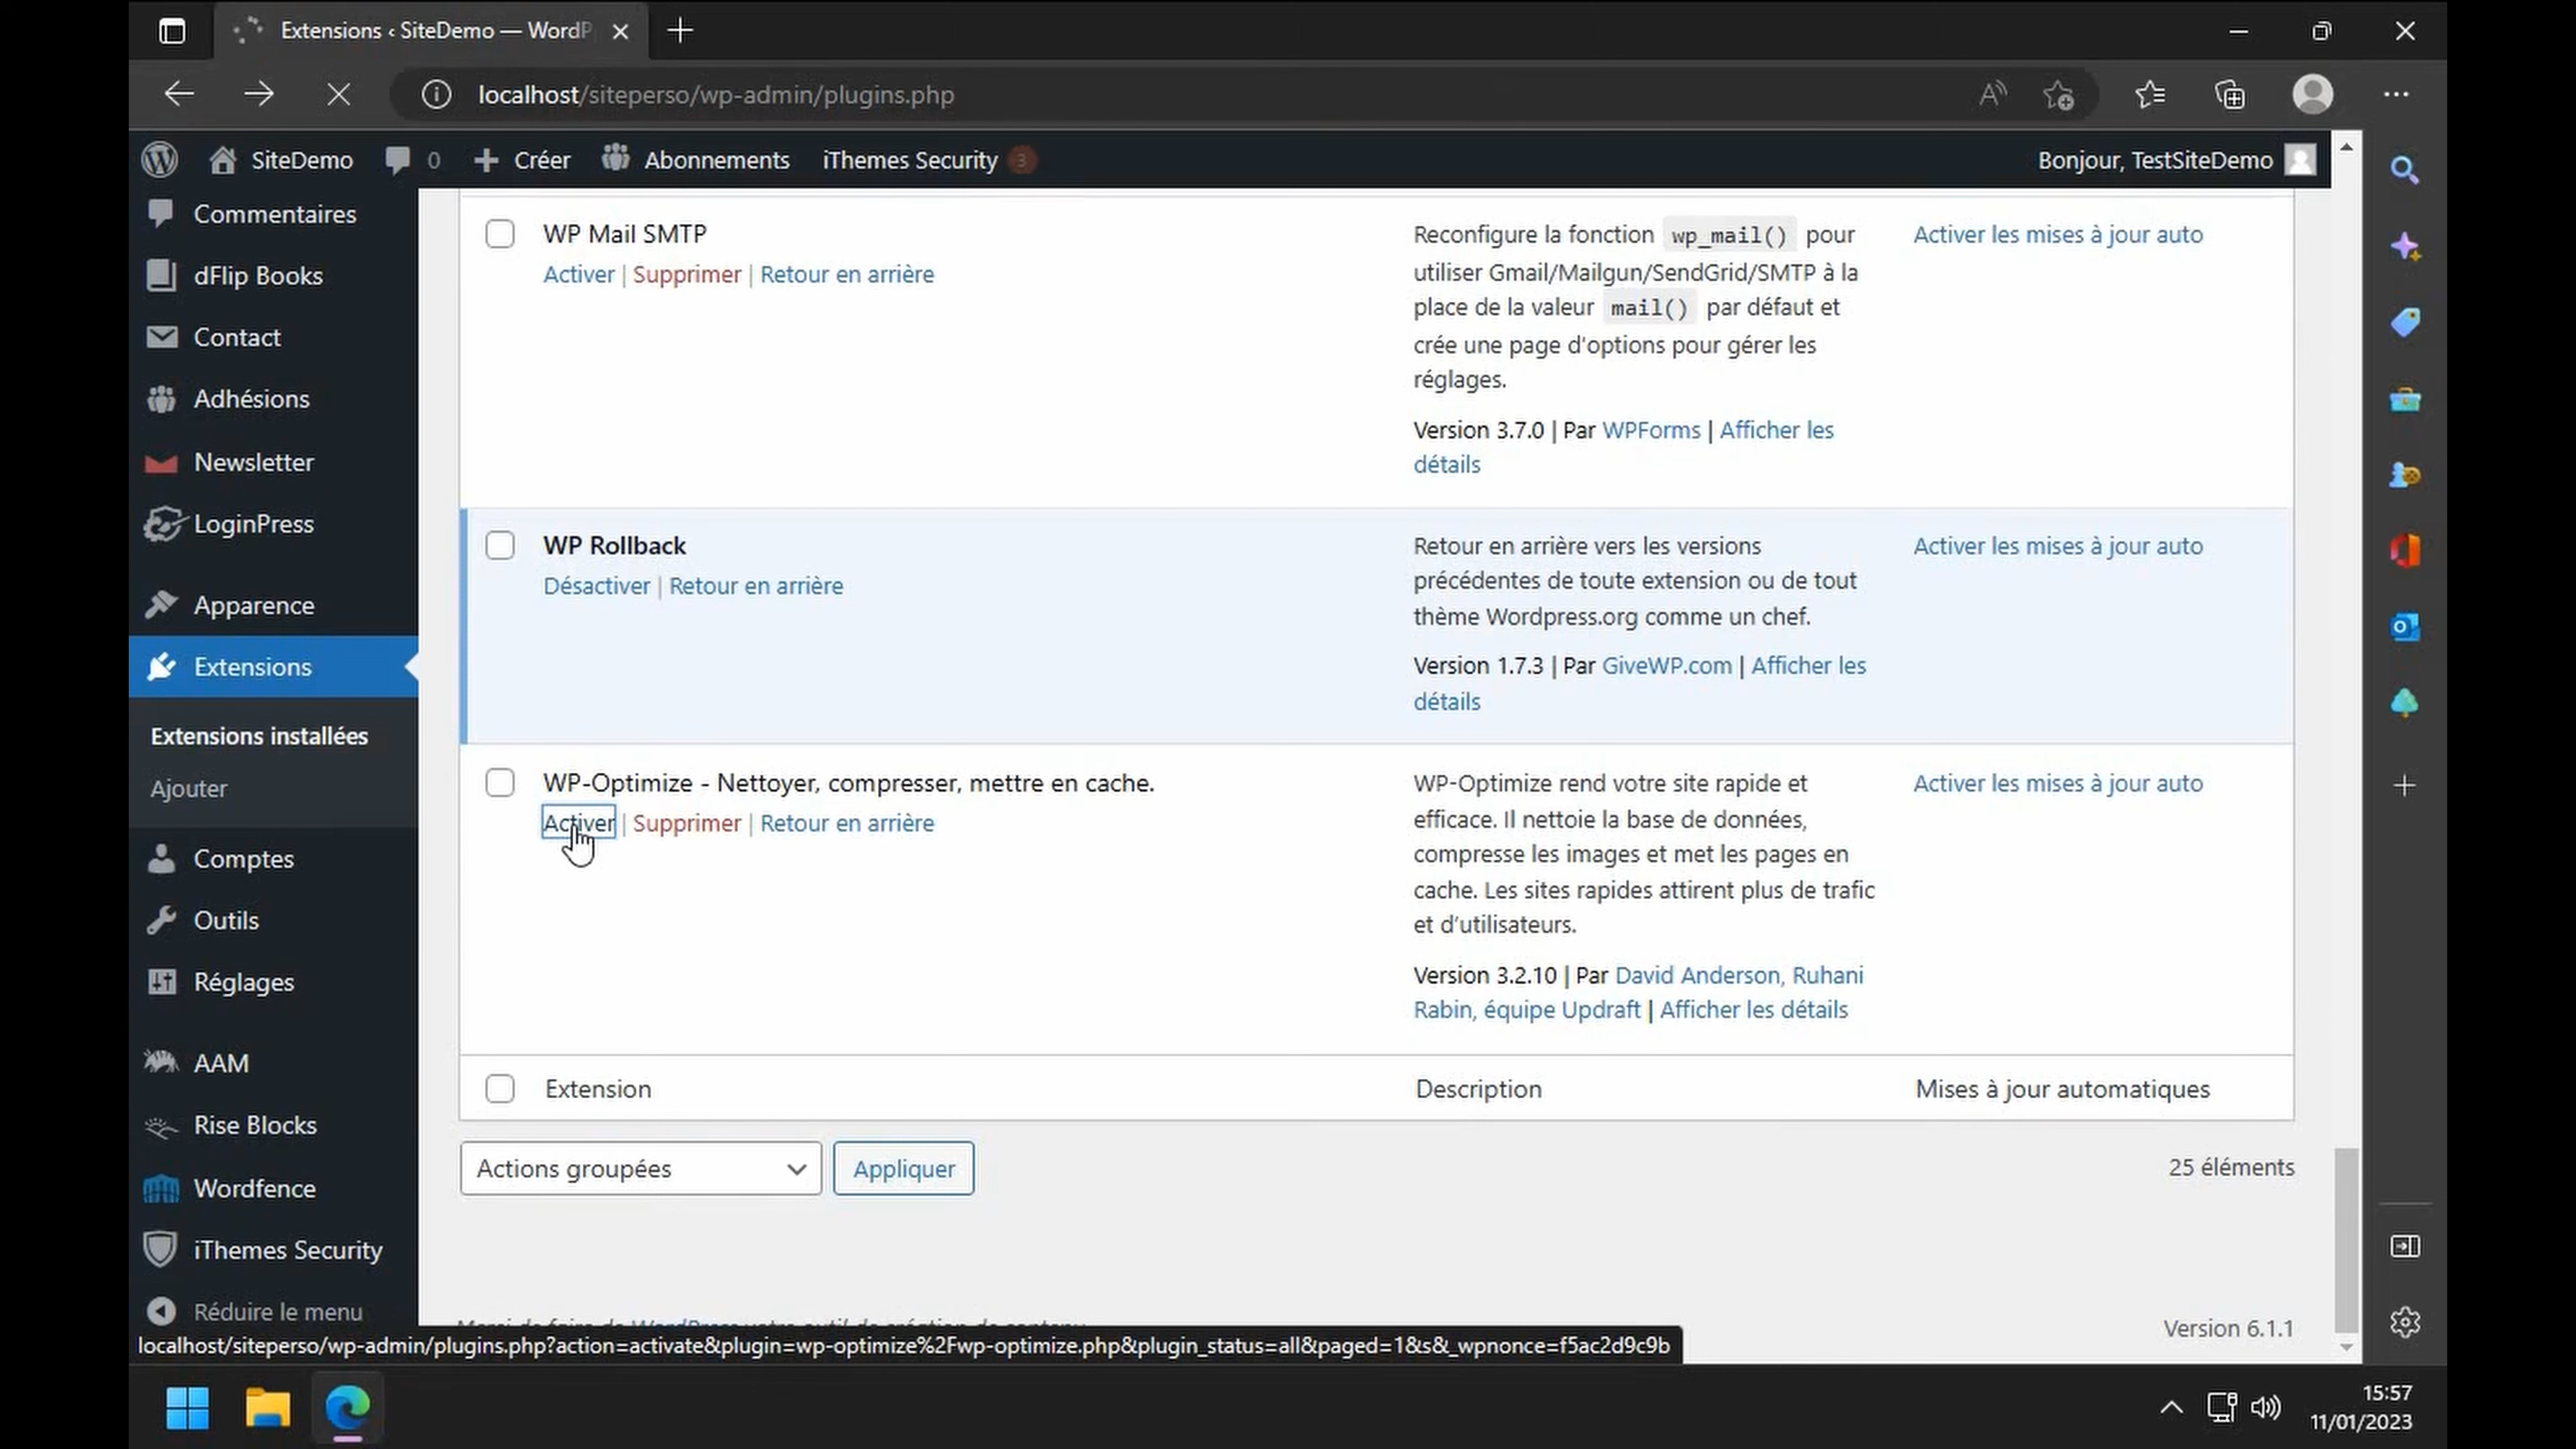 Extensions ‹ SiteDemo — WordP
localhost/siteperso/wp-admin/plugins.php
SiteDemo
0
Créer
Abonnements
iThemes Security
3
Bonjour, TestSiteDemo
Commentaires
dFlip Books
Contact
Adhésions
Newsletter
LoginPress
Apparence
Extensions
Extensions installées
Ajouter
Comptes
Outils
Réglages
AAM
Rise Blocks
Wordfence
iThemes Security
Réduire le menu
WP Mail SMTP
Activer | Supprimer | Retour en arrière
Reconfigure la fonction wp_mail() pour
utiliser Gmail/Mailgun/SendGrid/SMTP à la
place de la valeur mail() par défaut et
crée une page d'options pour gérer les
réglages.
Version 3.7.0 | Par WPForms | Afficher les
détails
Activer les mises à jour auto
WP Rollback
Désactiver | Retour en arrière
Retour en arrière vers les versions
précédentes de toute extension ou de tout
thème Wordpress.org comme un chef.
Version 1.7.3 | Par GiveWP.com | Afficher les
détails
Activer les mises à jour auto
WP-Optimize - Nettoyer, compresser, mettre en cache.
Activer | Supprimer | Retour en arrière
WP-Optimize rend votre site rapide et
efficace. Il nettoie la base de données,
compresse les images et met les pages en
cache. Les sites rapides attirent plus de trafic
et d’utilisateurs.
Version 3.2.10 | Par David Anderson, Ruhani
Rabin, équipe Updraft | Afficher les détails
Activer les mises à jour auto
Extension
Description
Mises à jour automatiques
Actions groupées
Appliquer
25 éléments
Merci de faire de WordPress votre outil de création de contenu.
Version 6.1.1
localhost/siteperso/wp-admin/plugins.php?action=activate&plugin=wp-optimize%2Fwp-optimize.php&plugin_status=all&paged=1&s&_wpnonce=f5ac2d9c9b
15:57
11/01/2023